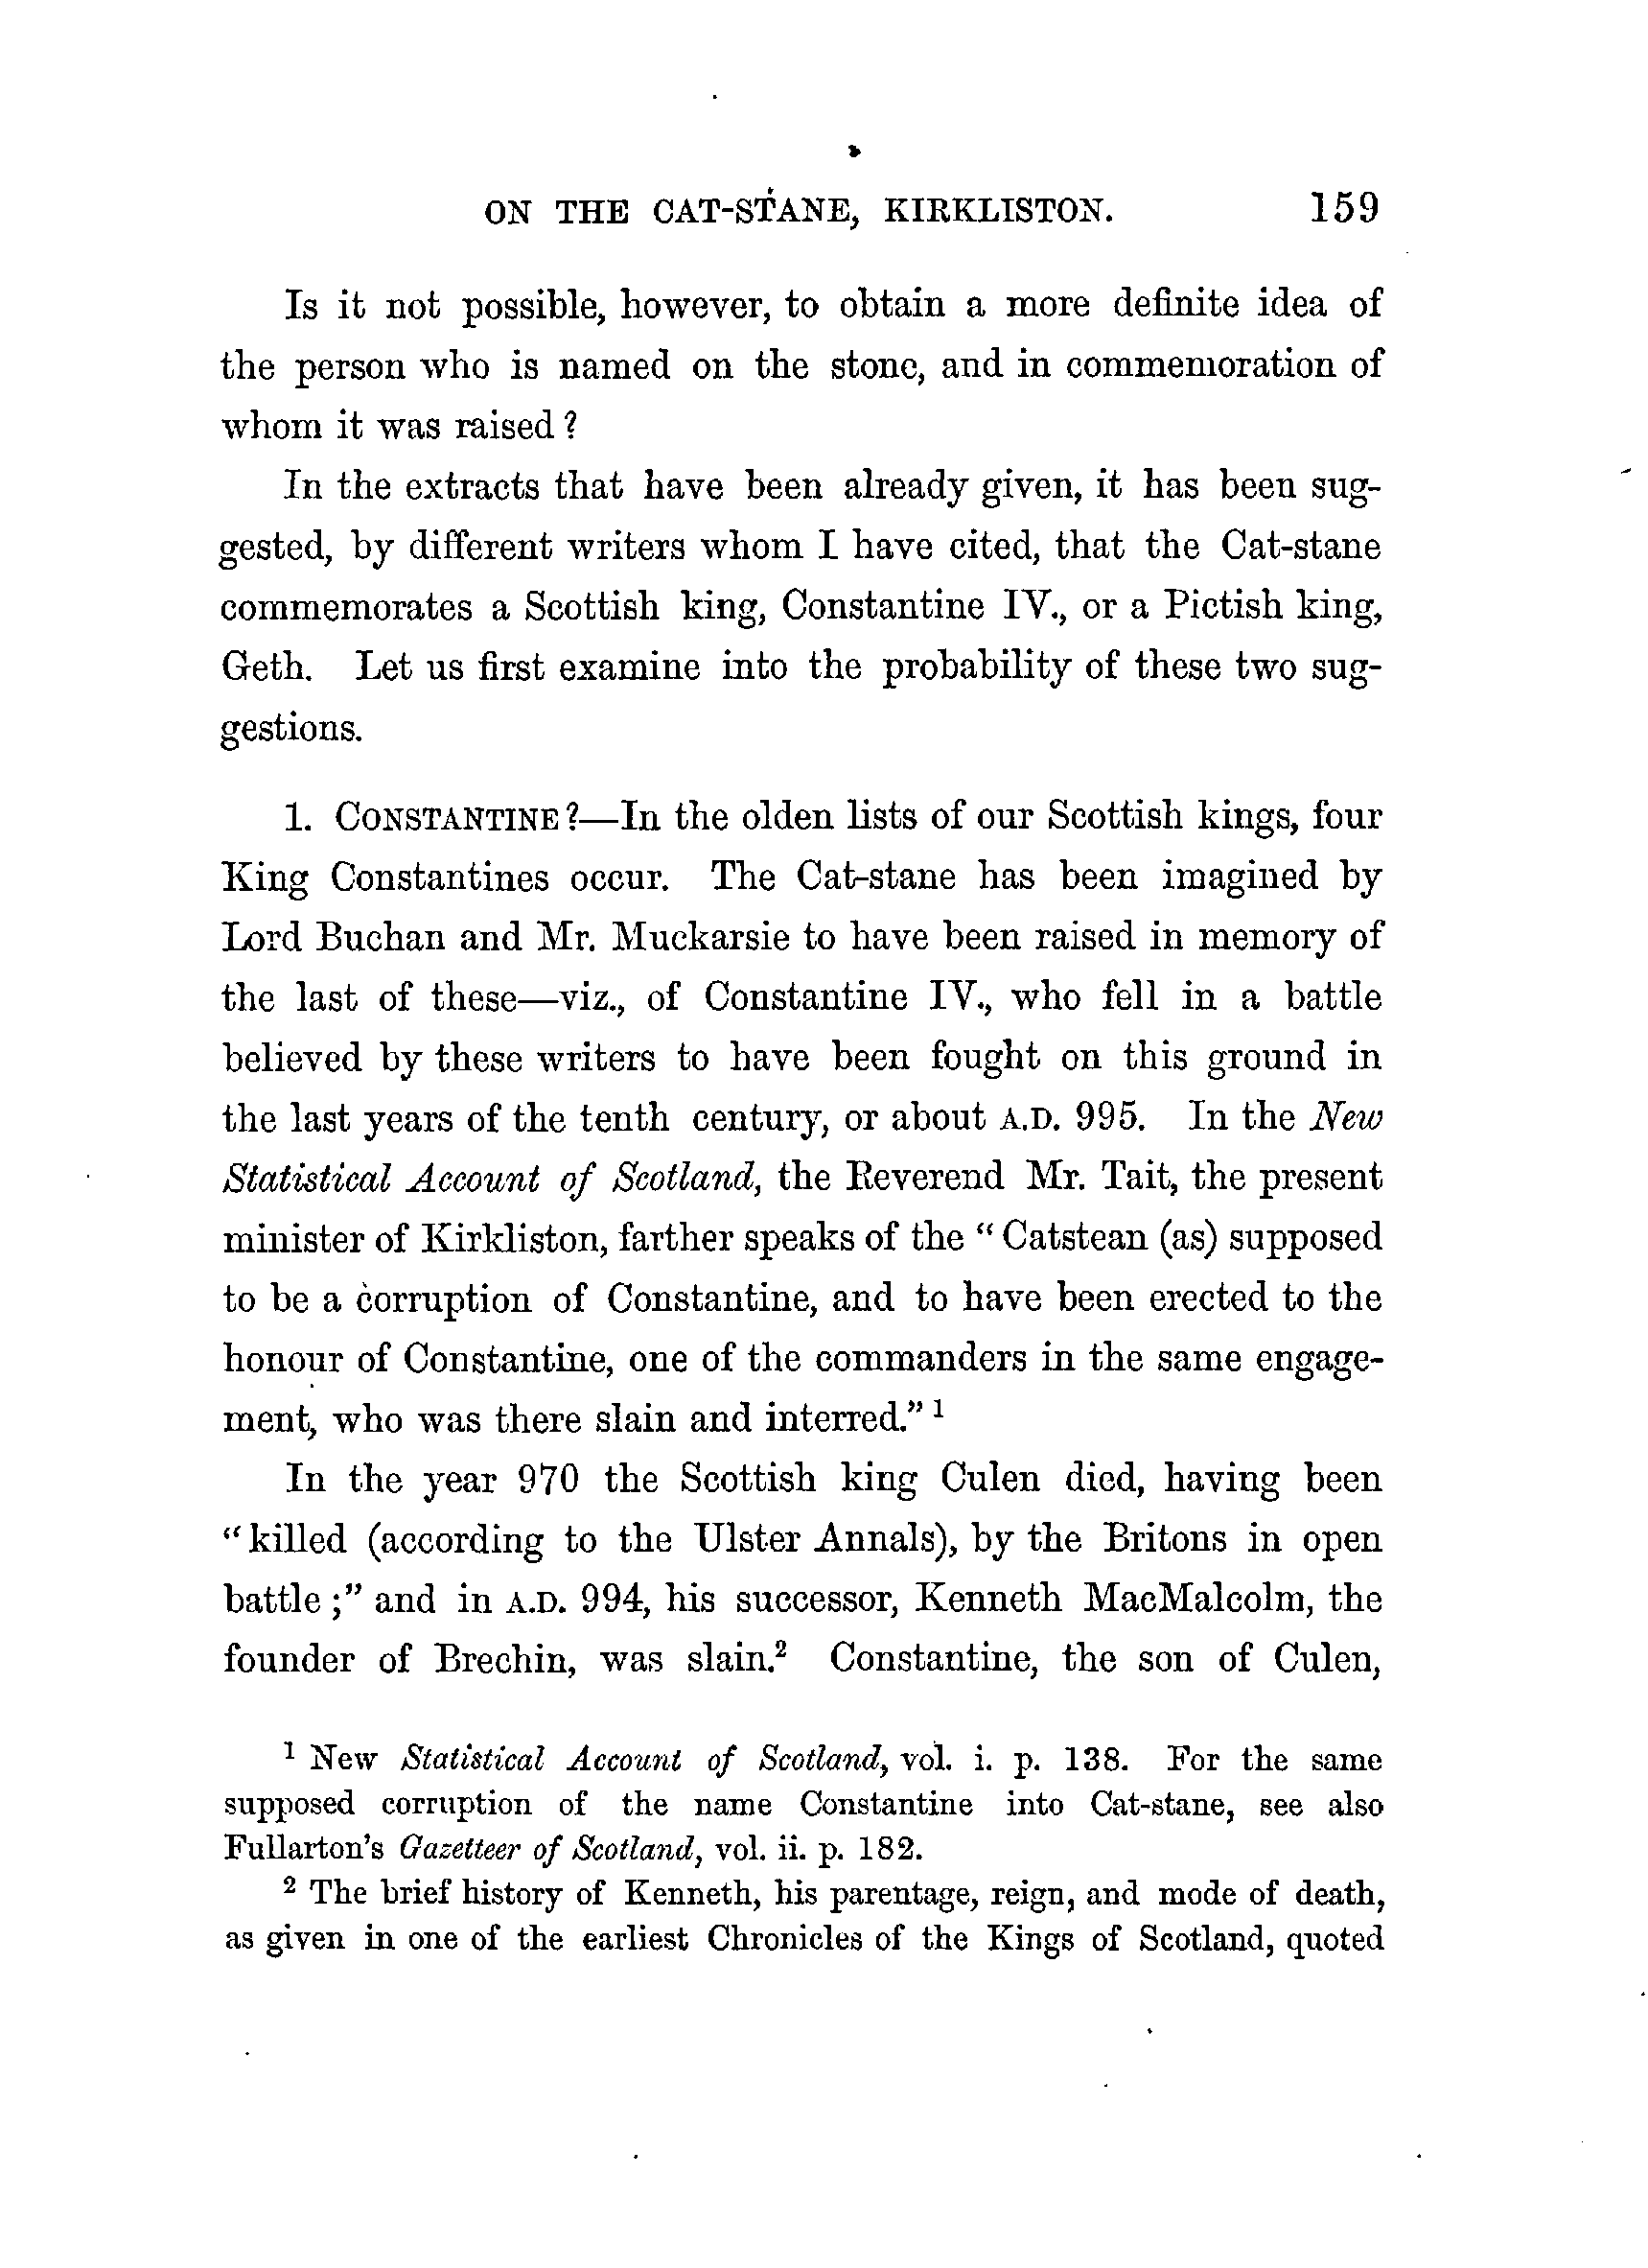 ON THE CAT-STANE, KIRKLISTON. 159
Is it not possible, however, to obtain a more definite idea of
the person who is named on the stone, and in commemoration of
whom it was raised ?
In the extracts that have been already given, it has been sug-
gested, by different writers whom I have cited, that the Cat-stane
commemorates a Scottish king, Constantine IV., or a Pictish king,
Geth. Let us first examine into the probability of these two sug-
gestions.
1. CONSTANTINE ?—In the olden lists of our Scottish kings, four
King Constantines occur. The Cat-stane has been imagined by
Lord Buchan and Mr. Muckarsie to have been raised in memory of
the last of these—viz., of Constantine IV., who fell in a battle
believed by these writers to have been fought on this ground in
the last years of the tenth century, or about A.D. 995. In the New
Statistical Account of Scotland, the Reverend Mr. Tait, the present
minister of Kirkliston, farther speaks of the “ Catstean (as) supposed
to be a corruption of Constantine, and to have been erected to the
honour of Constantine, one of the commanders in the same engage-
ment, who was there slain and interred.” 1
In the year 970 the Scottish king Culen died, having been
“ killed (according to the Ulster Annals), by the Britons in open
battle ;” and in A.D. 994, his successor, Kenneth MacMalcolm, the
founder of Brechin, was slain.2 Constantine, the son of Culen,
1 New Statistical Account of Scotland, vol. i. p. 138. For the same
supposed corruption of the name Constantine into Cat-stane, see also
Fullarton's Gazetteer of Scotland, vol. ii. p. 182.
2 The brief history of Kenneth, his parentage, reign, and mode of death,
as given in one of the earliest Chronicles of the Kings of Scotland, quoted